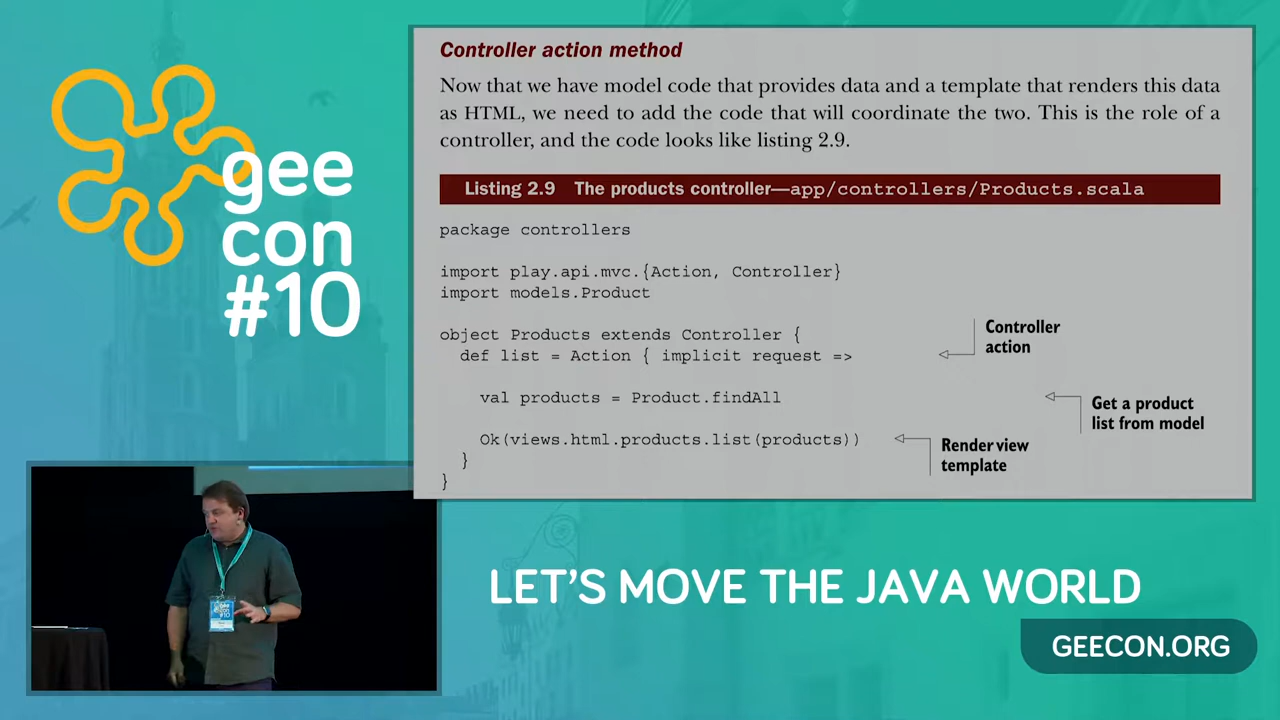 gee
con
#10
Controller action method
Now that we have model code that provides data and a template that renders this data
as HTML, we need to add the code that will coordinate the two. This is the role of a
controller, and the code looks like listing 2.9.
Listing 2.9 The products controller—app/controllers/Products.scala
package controllers
import play.api.mvc.{Action, Controller}
import models.Product
object Products extends Controller {
def list = Action { implicit request =>
val products = Product.findAll
Ok(views.html.products.list(products))
}
}
Controller
action
Get a product
list from model
Render view
template
gee
con
#10
LET'S MOVE THE JAVA WORLD
GEECON.ORG